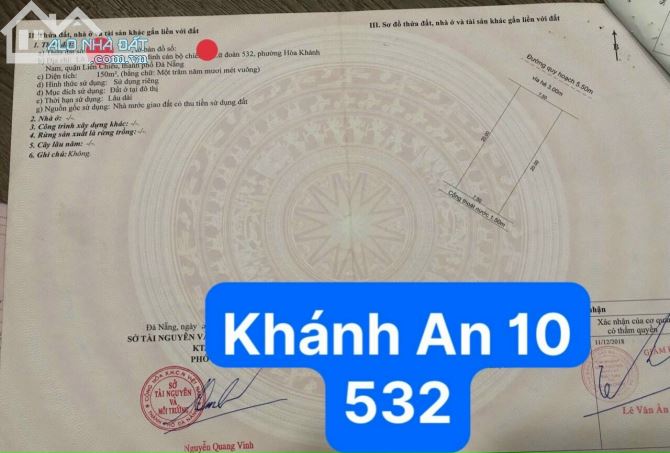 II. Thửa đất, nhà ở và tài sản khác gắn liền với đất
1. Thửa đất:
ALO NHÀ ĐẤT
a) Thửa đất số: bản đồ số:
b) Địa chỉ: đình cán bộ chiến đoàn 532, phường Hòa Khánh
Nam, quận Liên Chiểu, thành phố Đà Nẵng
c) Diện tích: 150m², (bằng chữ: Một trăm năm mươi mét vuông)
d) Hình thức sử dụng: Sử dụng riêng
đ) Mục đích sử dụng: Đất ở tại đô thị
e) Thời hạn sử dụng: Lâu dài
g) Nguồn gốc sử dụng: Nhà nước giao đất có thu tiền sử dụng đất
2. Nhà ở: -/-
3. Công trình xây dựng khác: -/-
4. Rừng sản xuất là rừng trồng: -/-
5. Cây lâu năm: -/-
6. Ghi chú: Không.
III. Sơ đồ thửa đất, nhà ở và tài sản khác gắn liền với đất
B
Đường quy hoạch 5.50m
vỉa hè 3.00m
7.50
20.00
20.00
7.50
Cống thoát nước 1.50m
Đà Nẵng, ngày
SỞ TÀI NGUYÊN VÀ
KT.
PHÓ
SỞ
TÀI NGUYÊN
VÀ
MÔI TRƯỜNG
Nguyễn Quang Vinh
Khánh An 10
532
nhận
Xác nhận của cơ quan
có thẩm quyền
11/12/2018
GIÁM
Lê Văn Ân